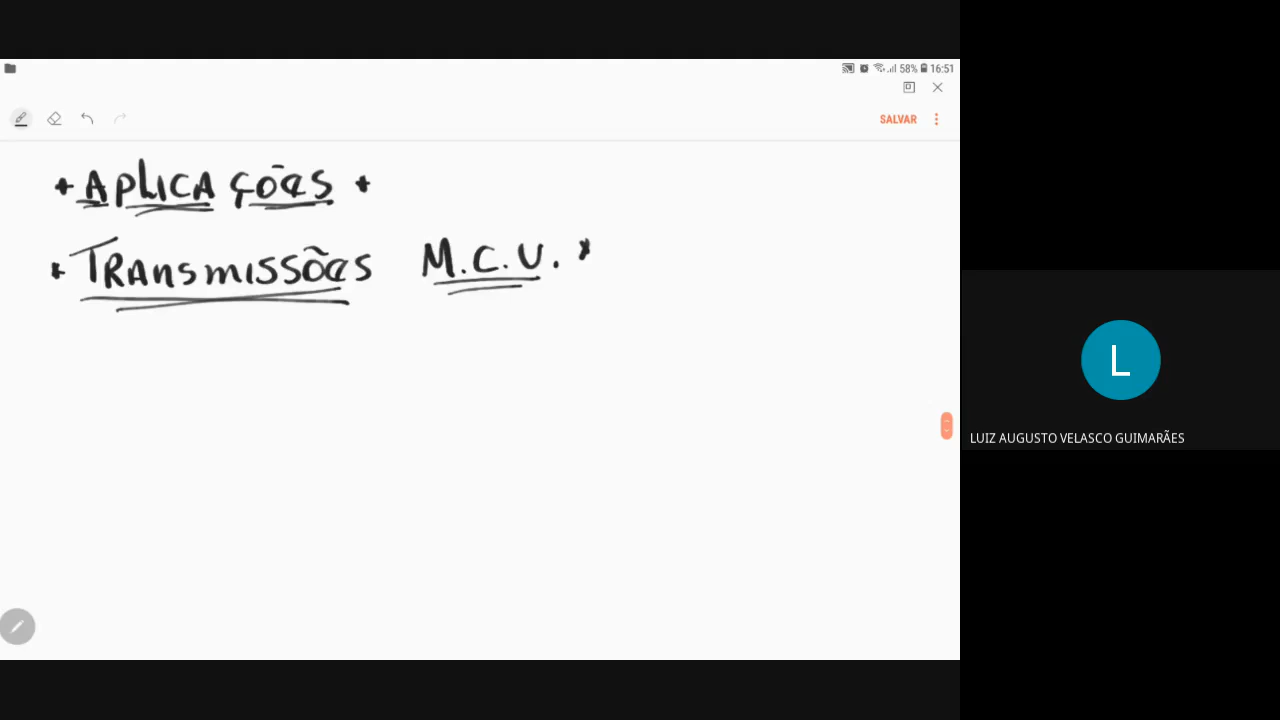 58% 16:51
SALVAR
* APLICAÇÕES *
* TRANSMISSÕES M.C.U. *
L
LUIZ AUGUSTO VELASCO GUIMARÃES